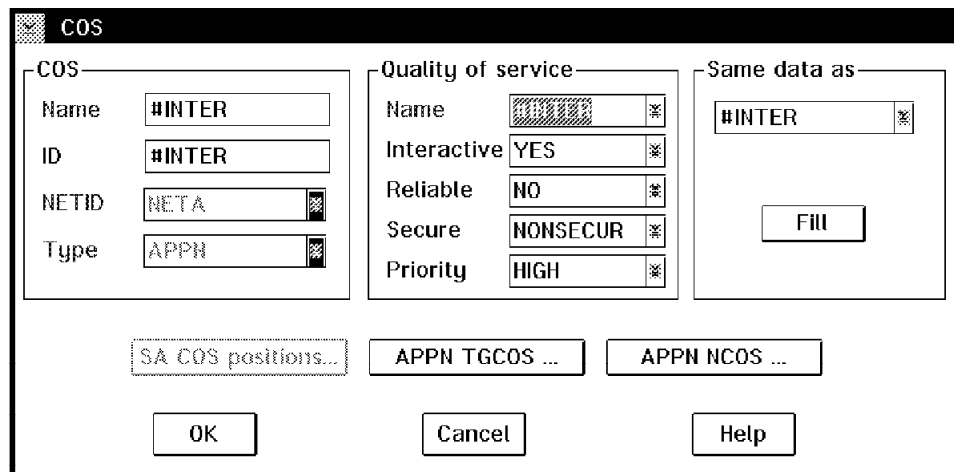 COS
COS
Name #INTER
ID #INTER
NETID NETA
Type APPN
Quality of service
Name #INTER
Interactive YES
Reliable NO
Secure NONSECUR
Priority HIGH
Same data as
#INTER
Fill
SA COS positions...
APPN TGCOS ...
APPN NCOS ...
OK
Cancel
Help